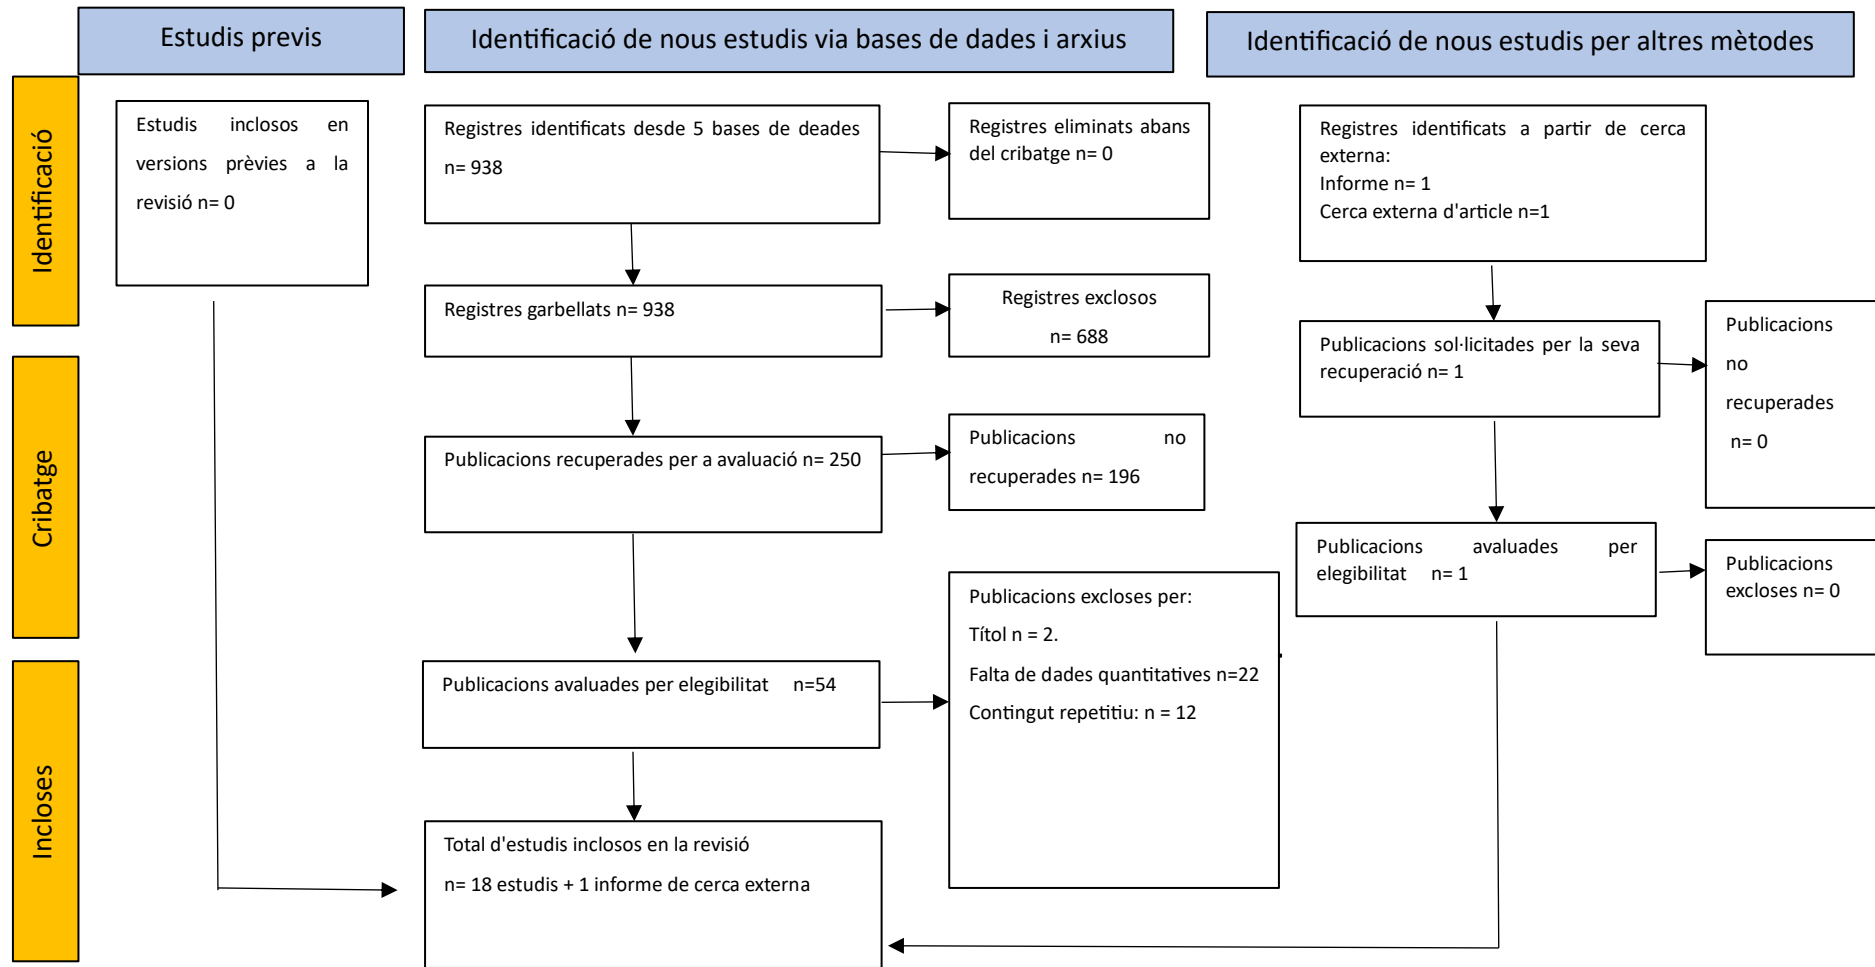 Estudis previs
Identificació de nous estudis via bases de dades i arxius
Identificació de nous estudis per altres mètodes
Identificació
Estudis inclosos en
versions prèvies a la
revisió n= 0
Registres identificats desde 5 bases de deades
n= 938
Registres eliminats abans
del cribatge n= 0
Registres identificats a partir de cerca
externa:
Informe n= 1
Cerca externa d'article n=1
Registres garbellats n= 938
Registres exclosos
n= 688
Publicacions sol·licitades per la seva
recuperació n= 1
Publicacions
no
recuperades
n= 0
Cribatge
Publicacions recuperades per a avaluació n= 250
Publicacions no
recuperades n= 196
Publicacions avaluades per
elegibilitat n= 1
Publicacions
excloses n= 0
Publicacions avaluades per elegibilitat n=54
Publicacions excloses per:
Títol n = 2.
Falta de dades quantitatives n=22
Contingut repetitiu: n = 12
Incloses
Total d'estudis inclosos en la revisió
n= 18 estudis + 1 informe de cerca externa